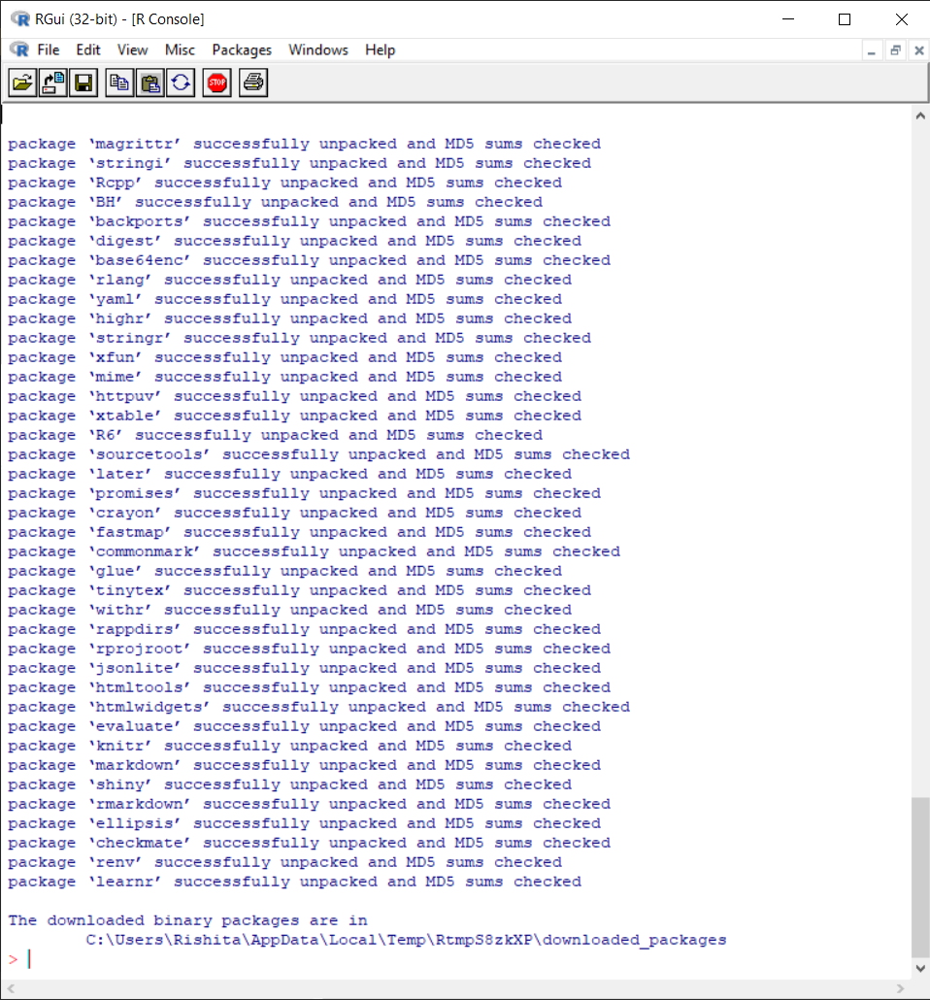 RGui (32-bit) - [R Console]
File Edit View Misc Packages Windows Help
STOP
package ‘magrittr’ successfully unpacked and MD5 sums checked
package ‘stringi’ successfully unpacked and MD5 sums checked
package ‘Rcpp’ successfully unpacked and MD5 sums checked
package ‘BH’ successfully unpacked and MD5 sums checked
package ‘backports’ successfully unpacked and MD5 sums checked
package ‘digest’ successfully unpacked and MD5 sums checked
package ‘base64enc’ successfully unpacked and MD5 sums checked
package ‘rlang’ successfully unpacked and MD5 sums checked
package ‘yaml’ successfully unpacked and MD5 sums checked
package ‘highr’ successfully unpacked and MD5 sums checked
package ‘stringr’ successfully unpacked and MD5 sums checked
package ‘xfun’ successfully unpacked and MD5 sums checked
package ‘mime’ successfully unpacked and MD5 sums checked
package ‘httpuv’ successfully unpacked and MD5 sums checked
package ‘xtable’ successfully unpacked and MD5 sums checked
package ‘R6’ successfully unpacked and MD5 sums checked
package ‘sourcetools’ successfully unpacked and MD5 sums checked
package ‘later’ successfully unpacked and MD5 sums checked
package ‘promises’ successfully unpacked and MD5 sums checked
package ‘crayon’ successfully unpacked and MD5 sums checked
package ‘fastmap’ successfully unpacked and MD5 sums checked
package ‘commonmark’ successfully unpacked and MD5 sums checked
package ‘glue’ successfully unpacked and MD5 sums checked
package ‘tinytex’ successfully unpacked and MD5 sums checked
package ‘withr’ successfully unpacked and MD5 sums checked
package ‘rappdirs’ successfully unpacked and MD5 sums checked
package ‘rprojroot’ successfully unpacked and MD5 sums checked
package ‘jsonlite’ successfully unpacked and MD5 sums checked
package ‘htmltools’ successfully unpacked and MD5 sums checked
package ‘htmlwidgets’ successfully unpacked and MD5 sums checked
package ‘evaluate’ successfully unpacked and MD5 sums checked
package ‘knitr’ successfully unpacked and MD5 sums checked
package ‘markdown’ successfully unpacked and MD5 sums checked
package ‘shiny’ successfully unpacked and MD5 sums checked
package ‘rmarkdown’ successfully unpacked and MD5 sums checked
package ‘ellipsis’ successfully unpacked and MD5 sums checked
package ‘checkmate’ successfully unpacked and MD5 sums checked
package ‘renv’ successfully unpacked and MD5 sums checked
package ‘learnr’ successfully unpacked and MD5 sums checked
The downloaded binary packages are in
C:\Users\Rishita\AppData\Local\Temp\RtmpS8zkXP\downloaded_packages
>